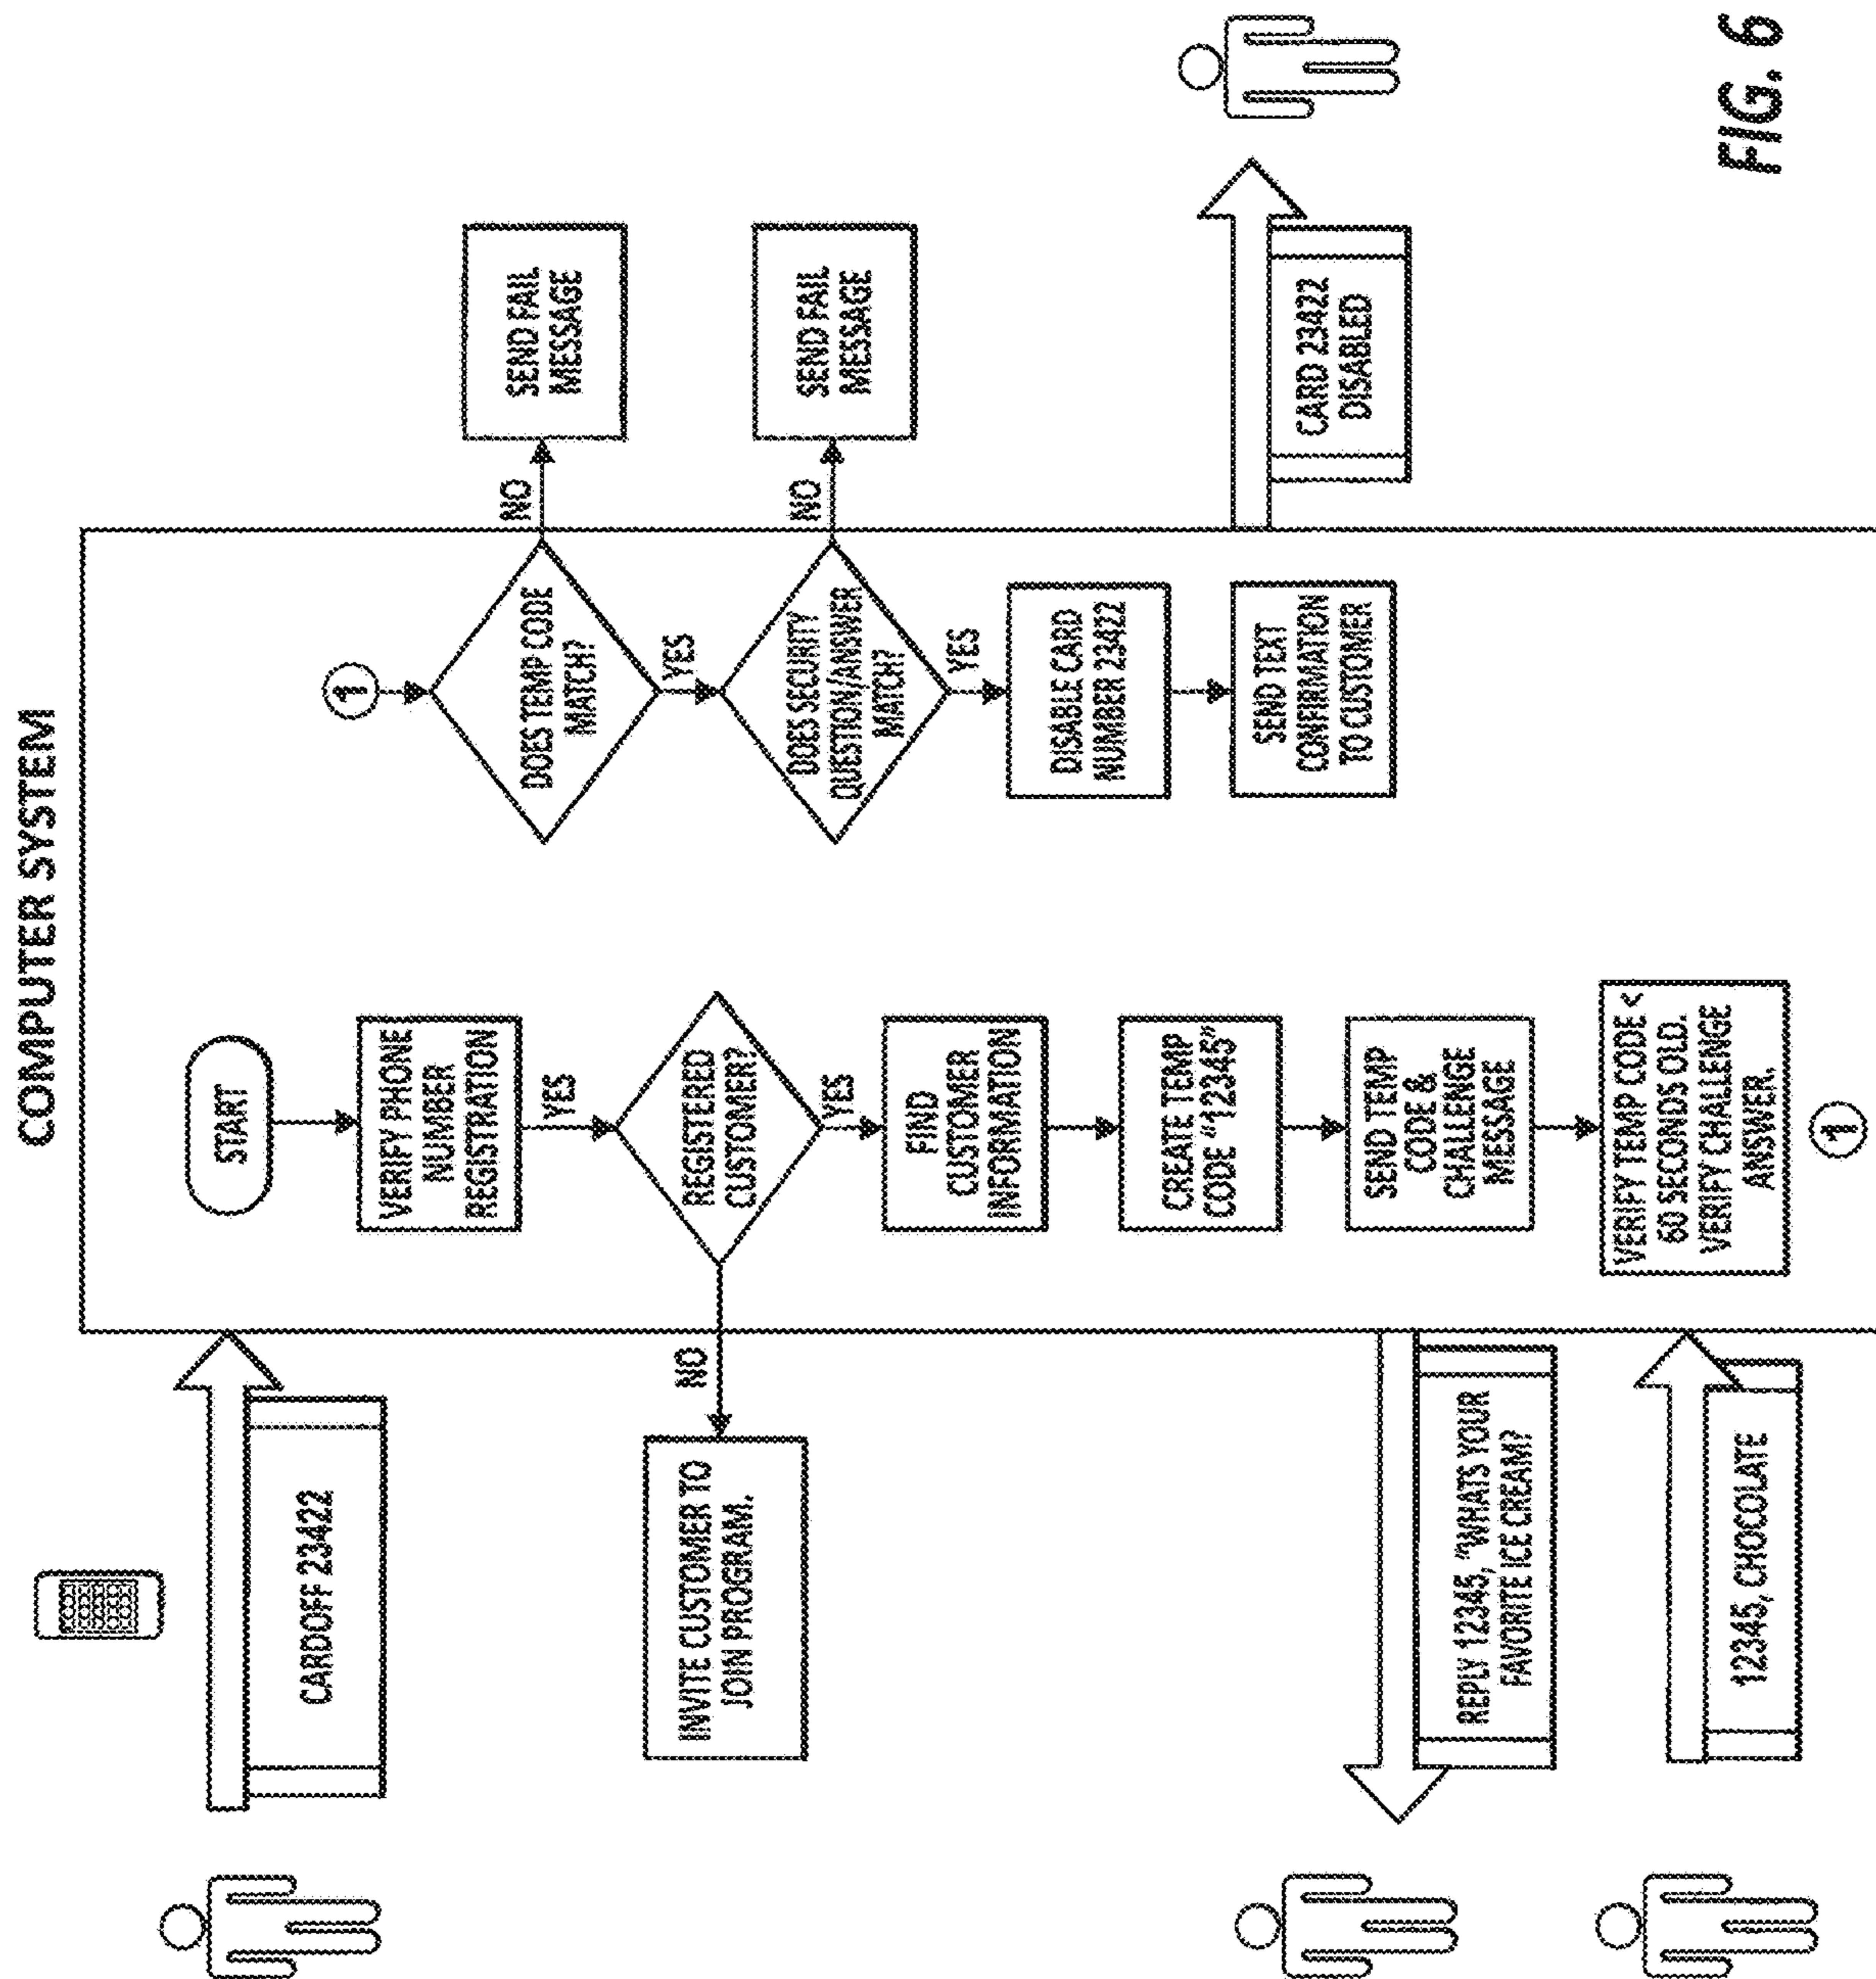 COMPUTER SYSTEM
CARDOFF 23422
START
VERIFY PHONE
NUMBER
REGISTRATION
YES
REGISTERED
CUSTOMER?
NO
INVITE CUSTOMER TO
JOIN PROGRAM.
YES
FIND
CUSTOMER
INFORMATION
CREATE TEMP
CODE "12345"
SEND TEMP
CODE &
CHALLENGE
MESSAGE
REPLY 12345, "WHATS YOUR
FAVORITE ICE CREAM?
12345, CHOCOLATE
VERIFY TEMP CODE <
60 SECONDS OLD.
VERIFY CHALLENGE
ANSWER.
1
1
DOES TEMP CODE
MATCH?
NO
SEND FAIL
MESSAGE
YES
DOES SECURITY
QUESTION/ANSWER
MATCH?
NO
SEND FAIL
MESSAGE
YES
DISABLE CARD
NUMBER 23422
SEND TEXT
CONFIRMATION
TO CUSTOMER
CARD 23422
DISABLED
FIG. 6